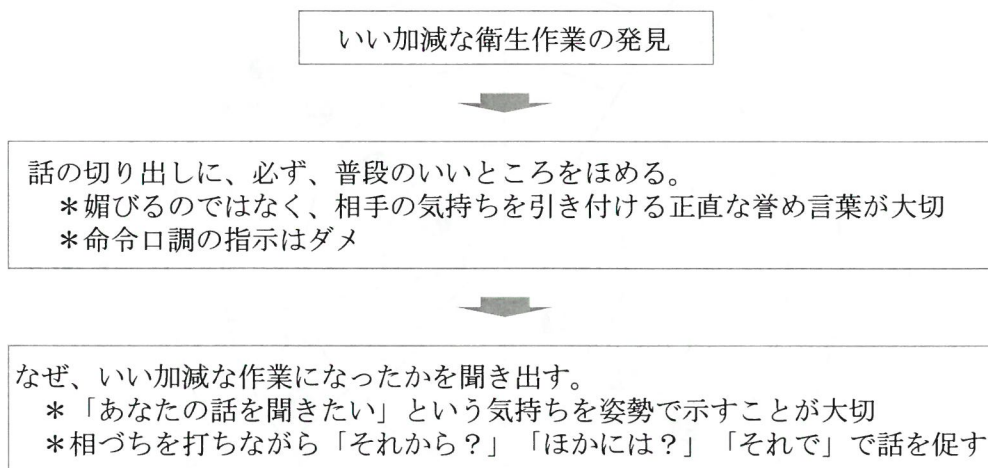 いい加減な衛生作業の発見
話の切り出しに、必ず、普段のいいところをほめる。
＊媚びるのではなく、相手の気持ちを引き付ける正直な誉め言葉が大切
＊命令口調の指示はダメ
なぜ、いい加減な作業になったかを聞き出す。
＊「あなたの話を聞きたい」という気持ちを姿勢で示すことが大切
＊相づちを打ちながら「それから？」「ほかには？」「それで」で話を促す